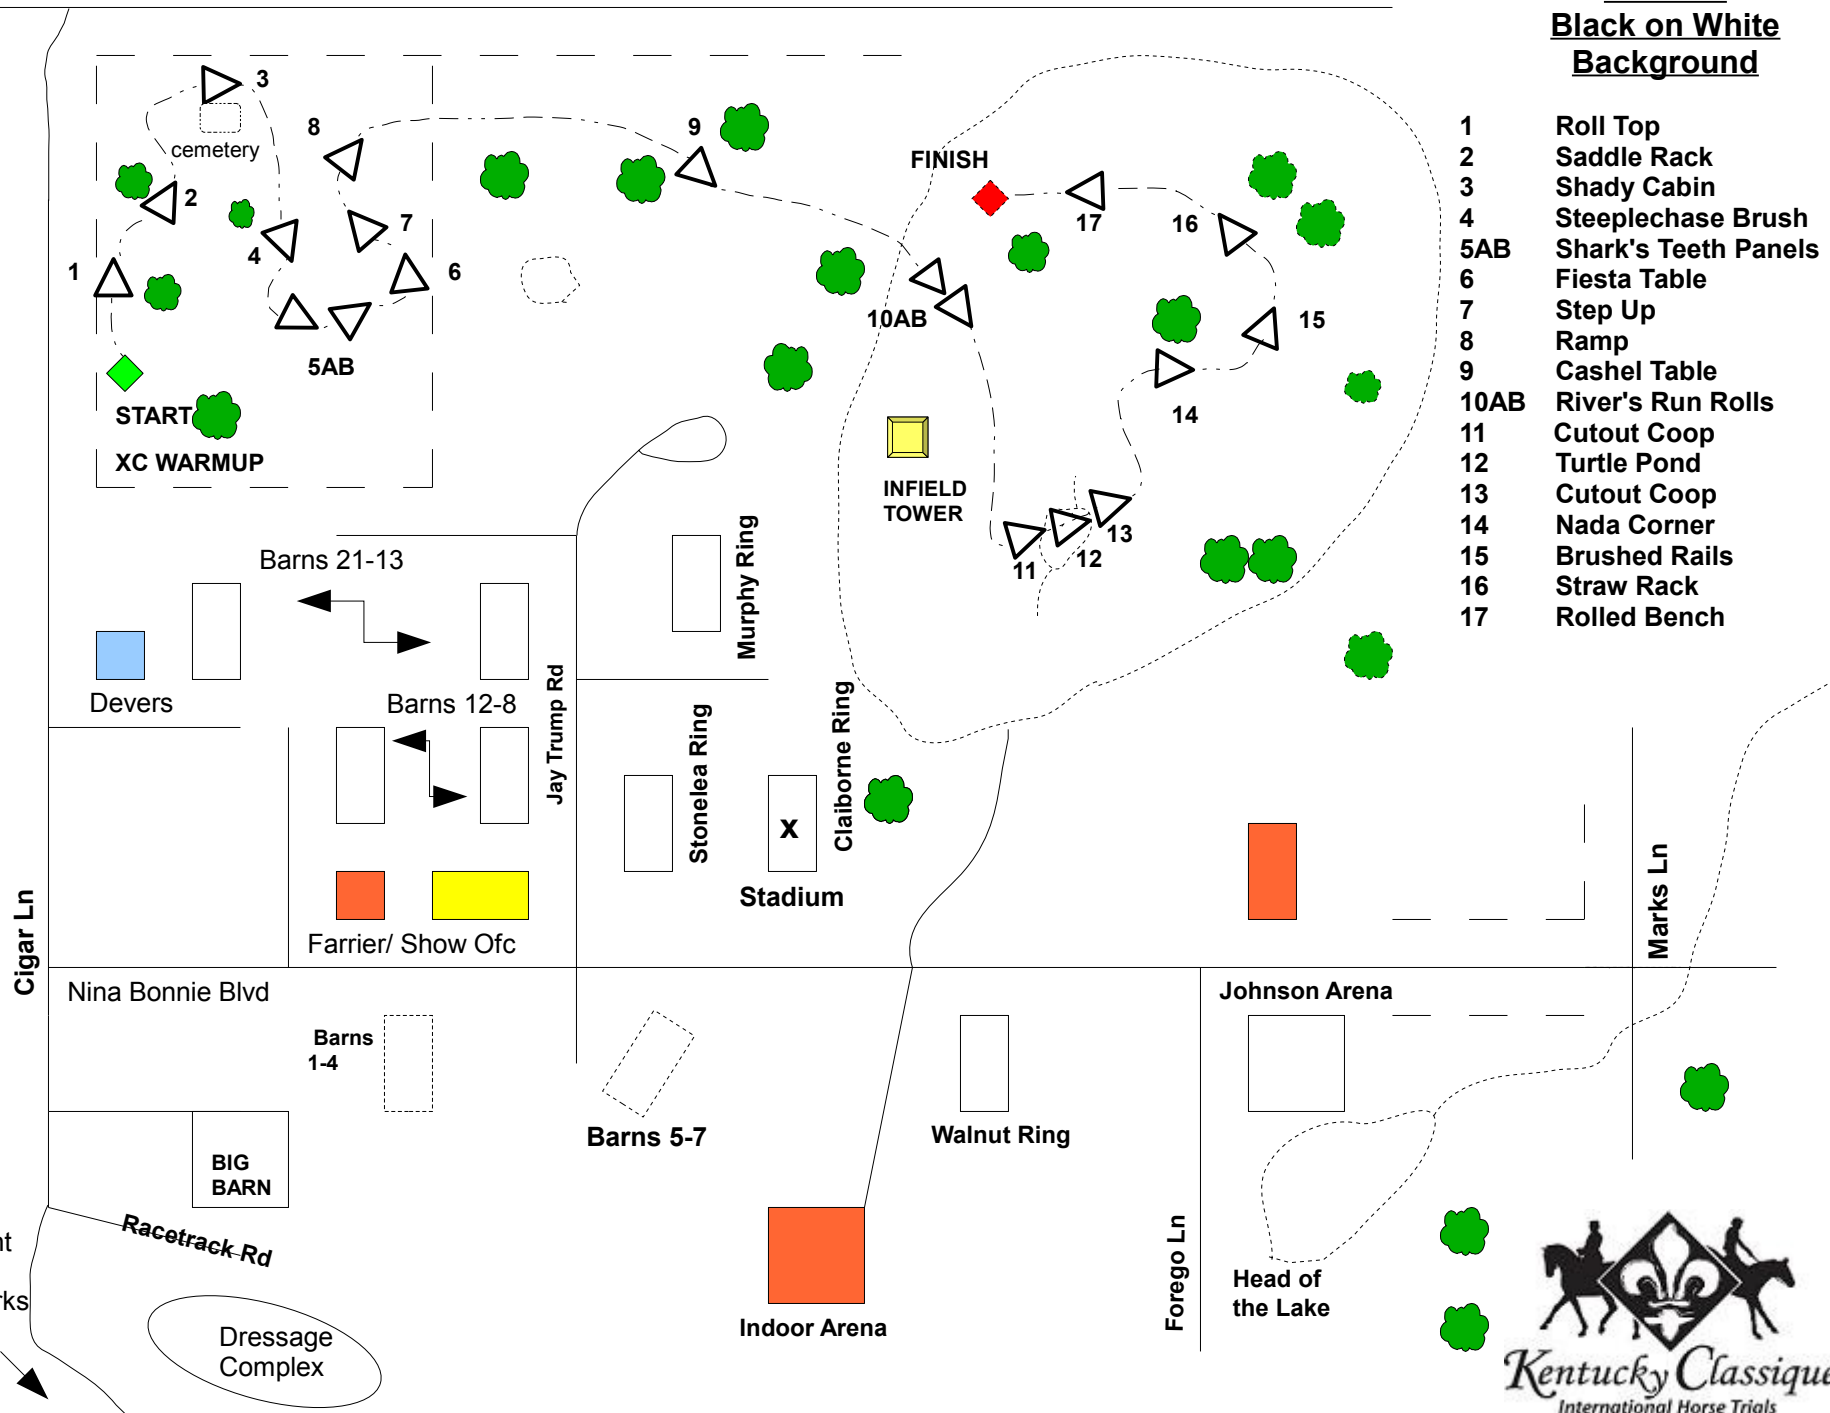 Black on White
Background
1 Roll Top
2 Saddle Rack
3 Shady Cabin
4 Steeplechase Brush
5AB Shark's Teeth Panels
6 Fiesta Table
7 Step Up
8 Ramp
9 Cashel Table
10AB River's Run Rolls
11 Cutout Coop
12 Turtle Pond
13 Cutout Coop
14 Nada Corner
15 Brushed Rails
16 Straw Rack
17 Rolled Bench
3
cemetery
2
1
4
8
7
6
5AB
START
XC WARMUP
9
FINISH
17
16
10AB
15
14
INFIELD
TOWER
13
12
11
Barns 21-13
Murphy Ring
Devers
Barns 12-8
Jay Trump Rd
Stonelea Ring
Claiborne Ring
x
Stadium
Cigar Ln
Farrier/ Show Ofc
Marks Ln
Nina Bonnie Blvd
Johnson Arena
Barns
1-4
Barns 5-7
Walnut Ring
BIG
BARN
Racetrack Rd
Indoor Arena
Forego Ln
Head of
the Lake
Dressage
Complex
Kentucky Classique
International Horse Trials